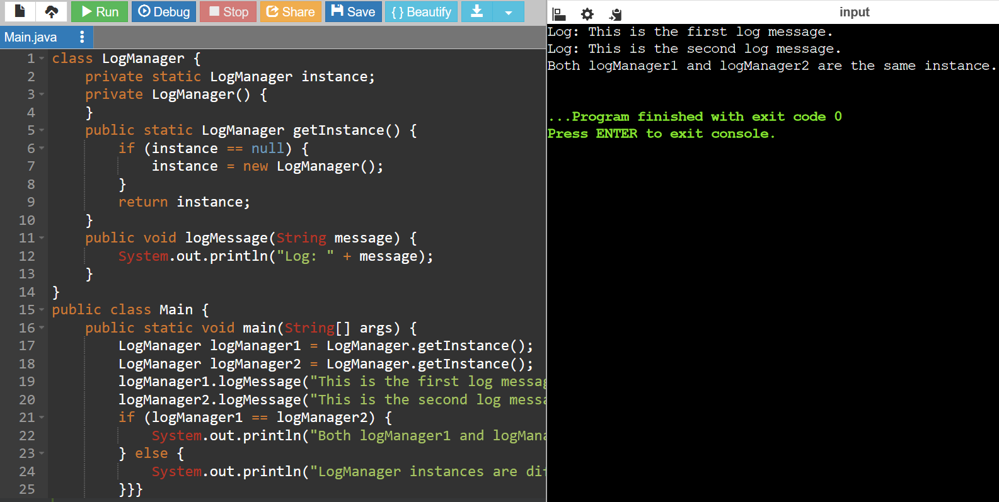 Run Debug Stop Share Save { } Beautify
Main.java
1 class LogManager {
2 private static LogManager instance;
3 private LogManager() {
4 }
5 public static LogManager getInstance() {
6 if (instance == null) {
7 instance = new LogManager();
8 }
9 return instance;
10 }
11 public void logMessage(String message) {
12 System.out.println("Log: " + message);
13 }
14 }
15 public class Main {
16 public static void main(String[] args) {
17 LogManager logManager1 = LogManager.getInstance();
18 LogManager logManager2 = LogManager.getInstance();
19 logManager1.logMessage("This is the first log messag
20 logManager2.logMessage("This is the second log messa
21 if (logManager1 == logManager2) {
22 System.out.println("Both logManager1 and logMana
23 } else {
24 System.out.println("LogManager instances are dif
25 }}}
input
Log: This is the first log message.
Log: This is the second log message.
Both logManager1 and logManager2 are the same instance.
...Program finished with exit code 0
Press ENTER to exit console.